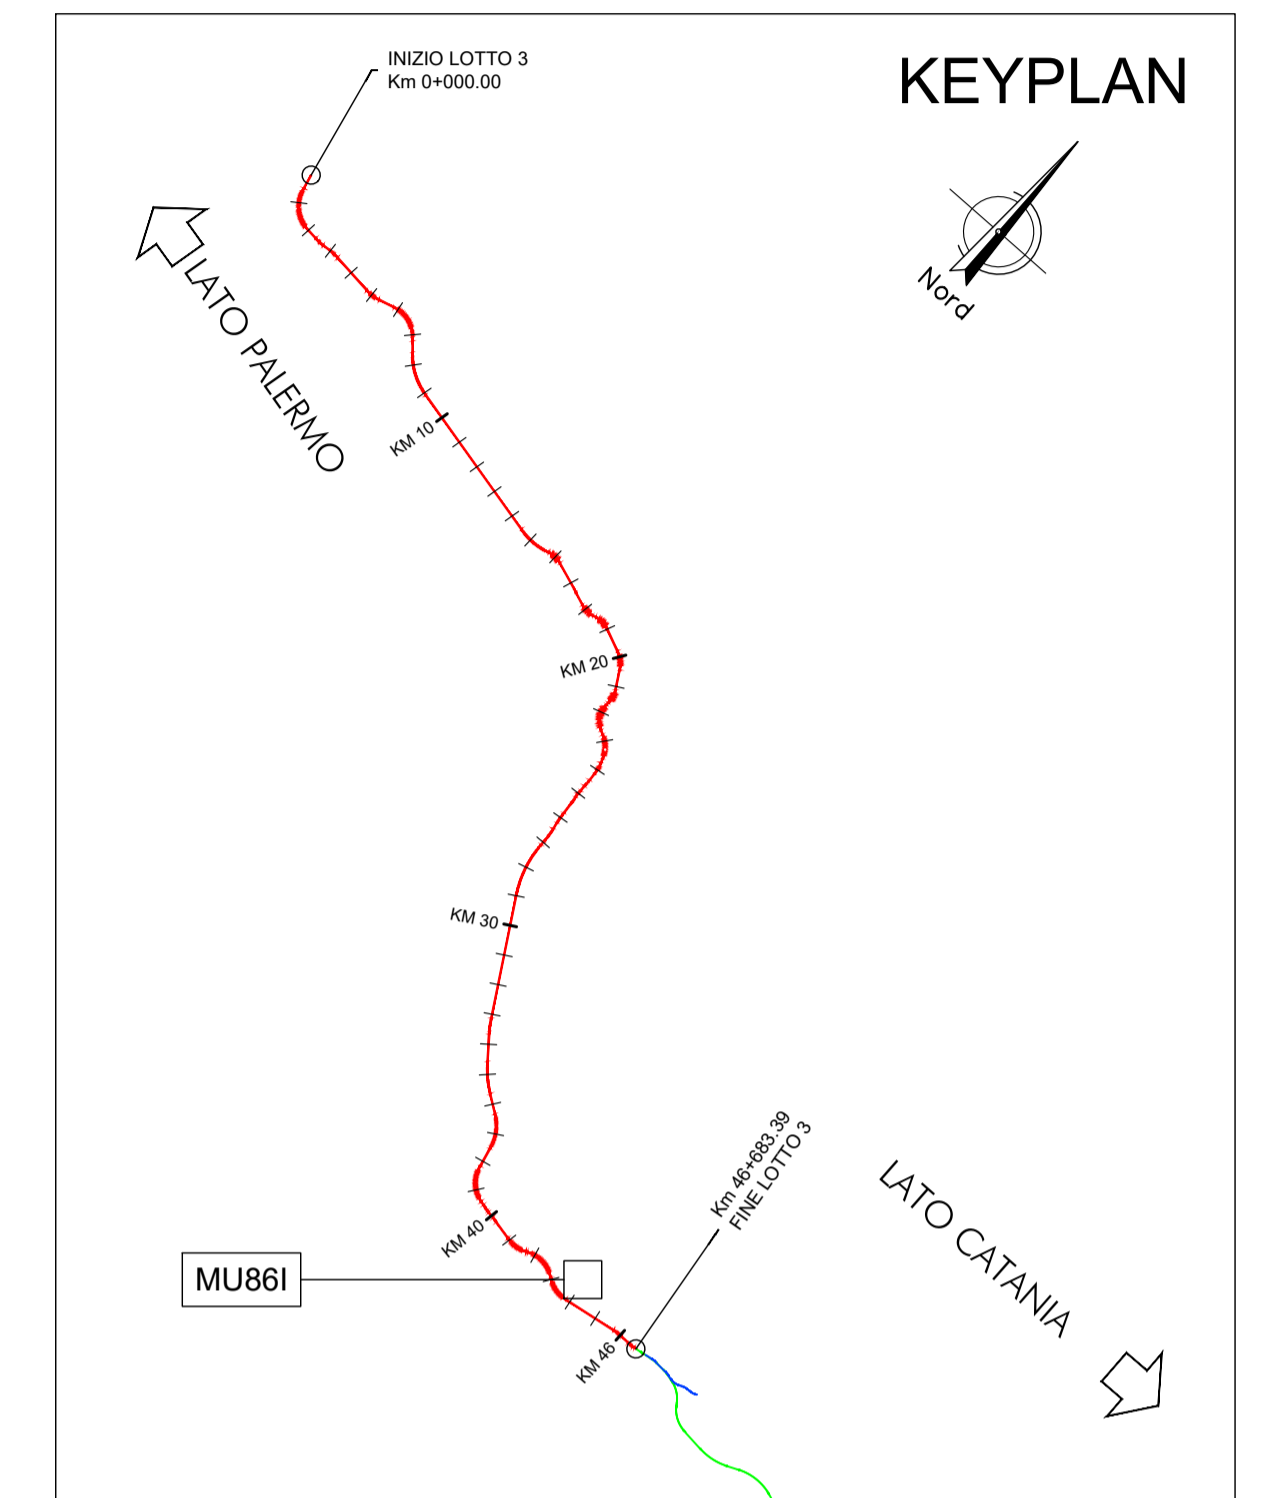 INIZIO LOTTO 3
Km 0+000.00
KEYPLAN
Nord
LATO PALERMO
KM 10
KM 20
KM 30
Km 46+683.39
FINE LOTTO 3
LATO CATANIA
KM 40
MU86I
KM 46